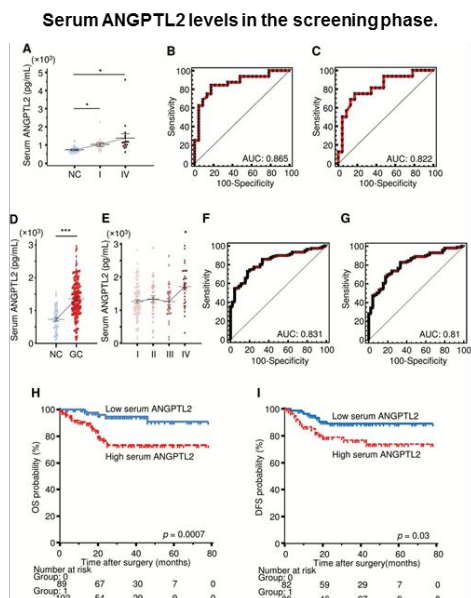 Serum ANGPTL2 levels in the screening phase.
A
(×10³)
Serum ANGPTL2 (pg/mL)
5
4
3
2
1
0
*
*
NC I IV
B
Sensitivity
100
80
60
40
20
0
AUC: 0.865
0 20 40 60 80 100
100-Specificity
C
Sensitivity
100
80
60
40
20
0
AUC: 0.822
0 20 40 60 80 100
100-Specificity
D
(×10³)
Serum ANGPTL2 (pg/mL)
3
2
1
0
***
NC GC
E
(×10³)
Serum ANGPTL2 (pg/mL)
3
2
1
0
*
I II III IV
F
Sensitivity
100
80
60
40
20
0
AUC: 0.831
0 20 40 60 80 100
100-Specificity
G
Sensitivity
100
80
60
40
20
0
AUC: 0.81
0 20 40 60 80 100
100-Specificity
H
OS probability (%)
100
80
60
40
20
0
Low serum ANGPTL2
High serum ANGPTL2
p = 0.0007
0 20 40 60 80
Time after surgery (months)
Number at risk
Group: 0
89 67 30 7 0
Group: 1
I
DFS probability (%)
100
80
60
40
20
0
Low serum ANGPTL2
High serum ANGPTL2
p = 0.03
0 20 40 60 80
Time after surgery(months)
Number at risk
Group: 0
82 59 29 7 0
Group: 1